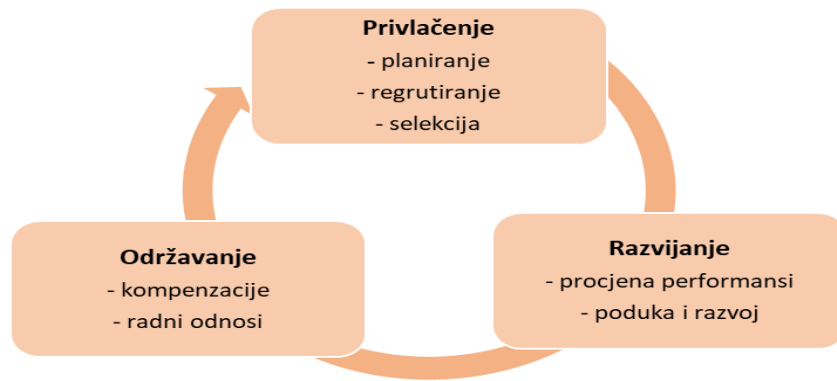 Privlačenje
- planiranje
- regrutiranje
- selekcija
Održavanje
- kompenzacije
- radni odnosi
Razvijanje
- procjena performansi
- poduka i razvoj